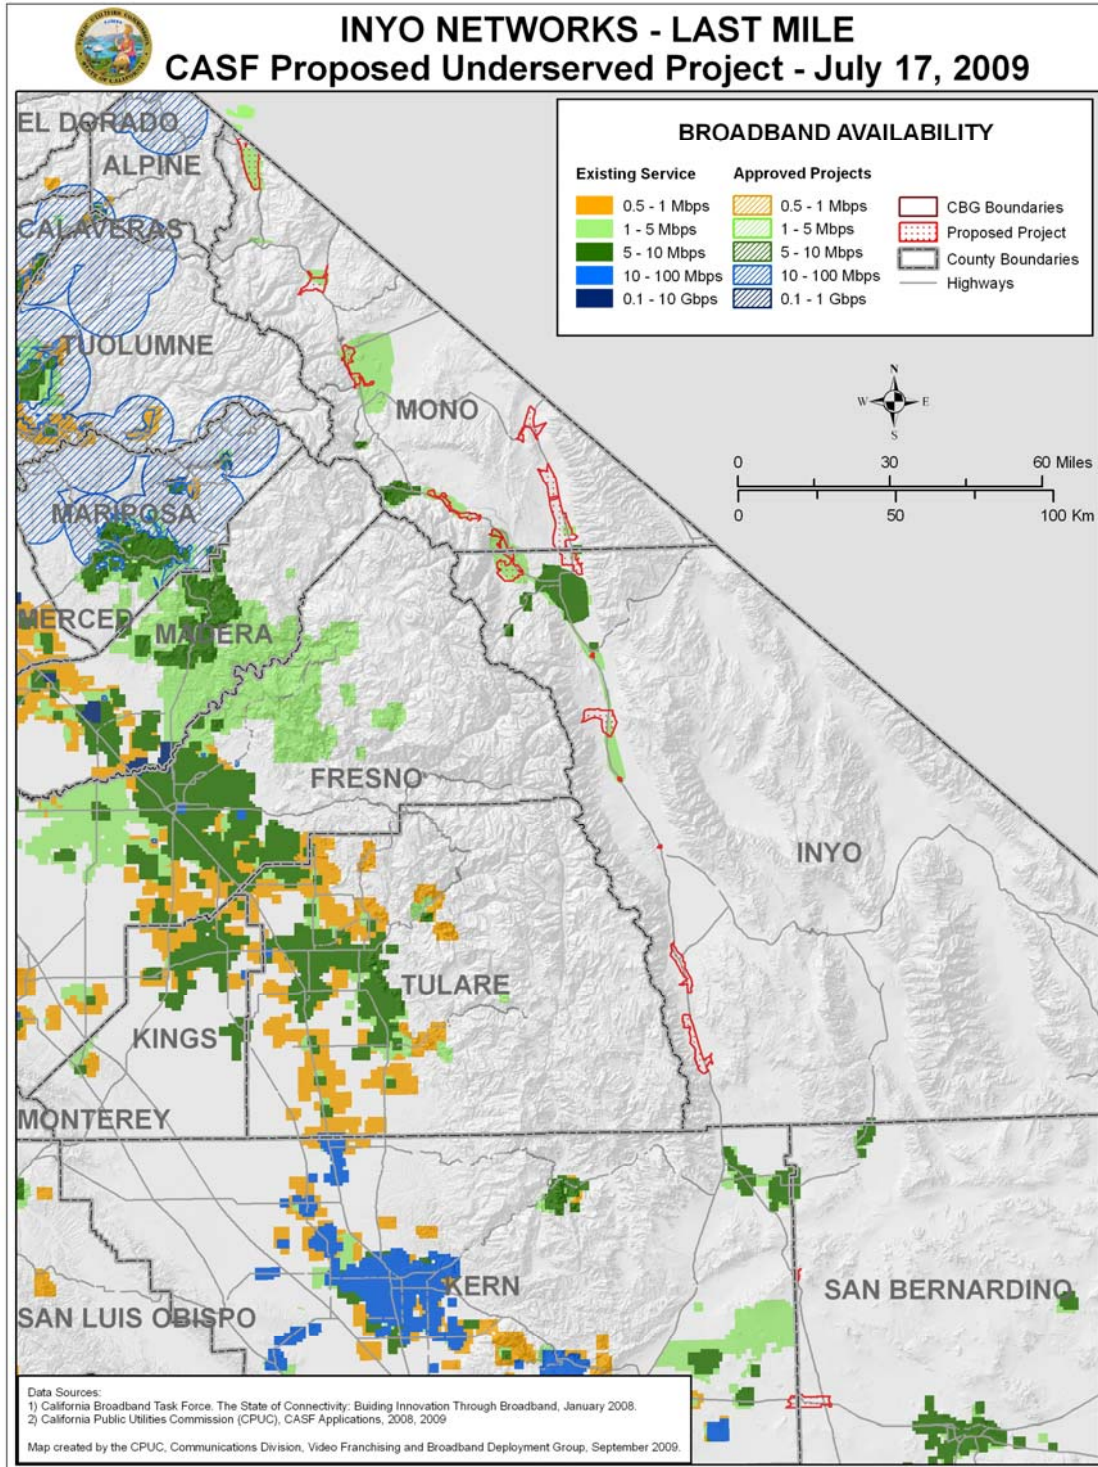 INYO NETWORKS - LAST MILE
CASF Proposed Underserved Project - July 17, 2009
BROADBAND AVAILABILITY
Existing Service
0.5 - 1 Mbps
1 - 5 Mbps
5 - 10 Mbps
10 - 100 Mbps
0.1 - 10 Gbps
Approved Projects
0.5 - 1 Mbps
1 - 5 Mbps
5 - 10 Mbps
10 - 100 Mbps
0.1 - 1 Gbps
CBG Boundaries
Proposed Project
County Boundaries
Highways
N
W E
S
0 30 60 Miles
0 50 100 Km
EL DORADO
ALPINE
CALAVERAS
TUOLUMNE
MONO
MARIPOSA
MERCED
MADERA
FRESNO
INYO
TULARE
KINGS
MONTEREY
KERN
SAN BERNARDINO
SAN LUIS OBISPO
Data Sources:
1) California Broadband Task Force. The State of Connectivity: Buiding Innovation Through Broadband, January 2008.
2) California Public Utilities Commission (CPUC), CASF Applications, 2008, 2009
Map created by the CPUC, Communications Division, Video Franchising and Broadband Deployment Group, September 2009.